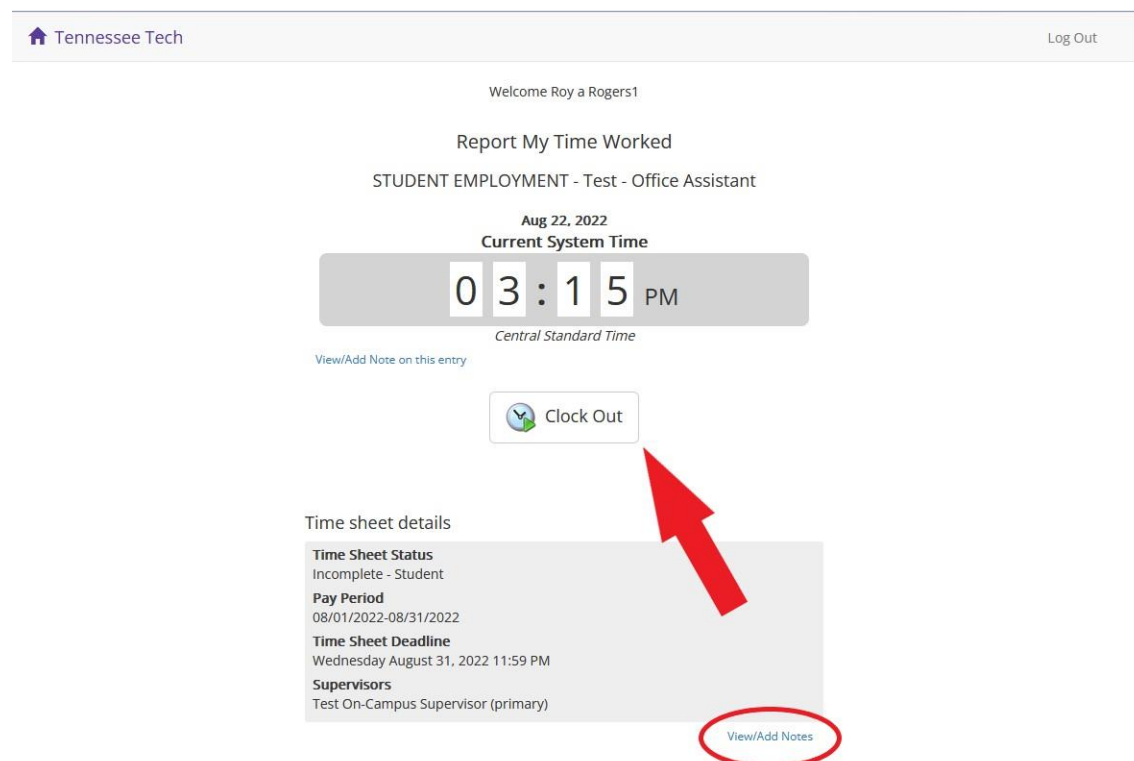 Tennessee Tech
Log Out
Welcome Roy a Rogers1
Report My Time Worked
STUDENT EMPLOYMENT - Test - Office Assistant
Aug 22, 2022
Current System Time
03:15 PM
Central Standard Time
View/Add Note on this entry
Clock Out
Time sheet details
Time Sheet Status
Incomplete - Student
Pay Period
08/01/2022-08/31/2022
Time Sheet Deadline
Wednesday August 31, 2022 11:59 PM
Supervisors
Test On-Campus Supervisor (primary)
View/Add Notes